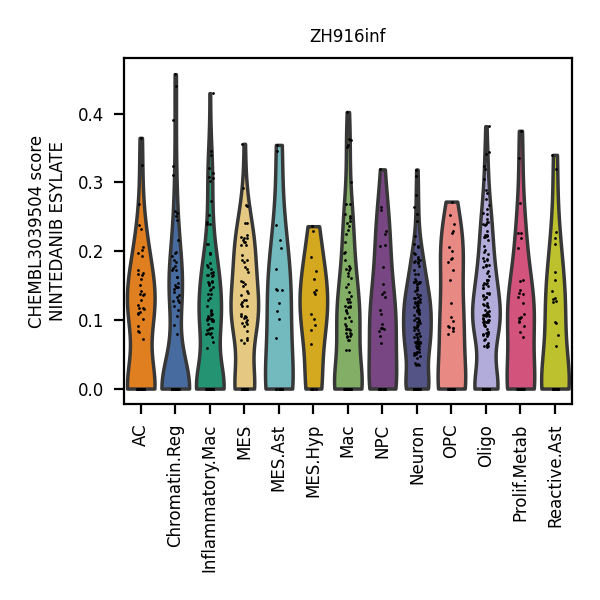 ZH916inf
CHEMBL3039504 score
NINTEDANIB ESYLATE
0.4
0.3
0.2
0.1
0.0
AC
Chromatin.Reg
Inflammatory.Mac
MES
MES.Ast
MES.Hyp
Mac
NPC
Neuron
OPC
Oligo
Prolif.Metab
Reactive.Ast